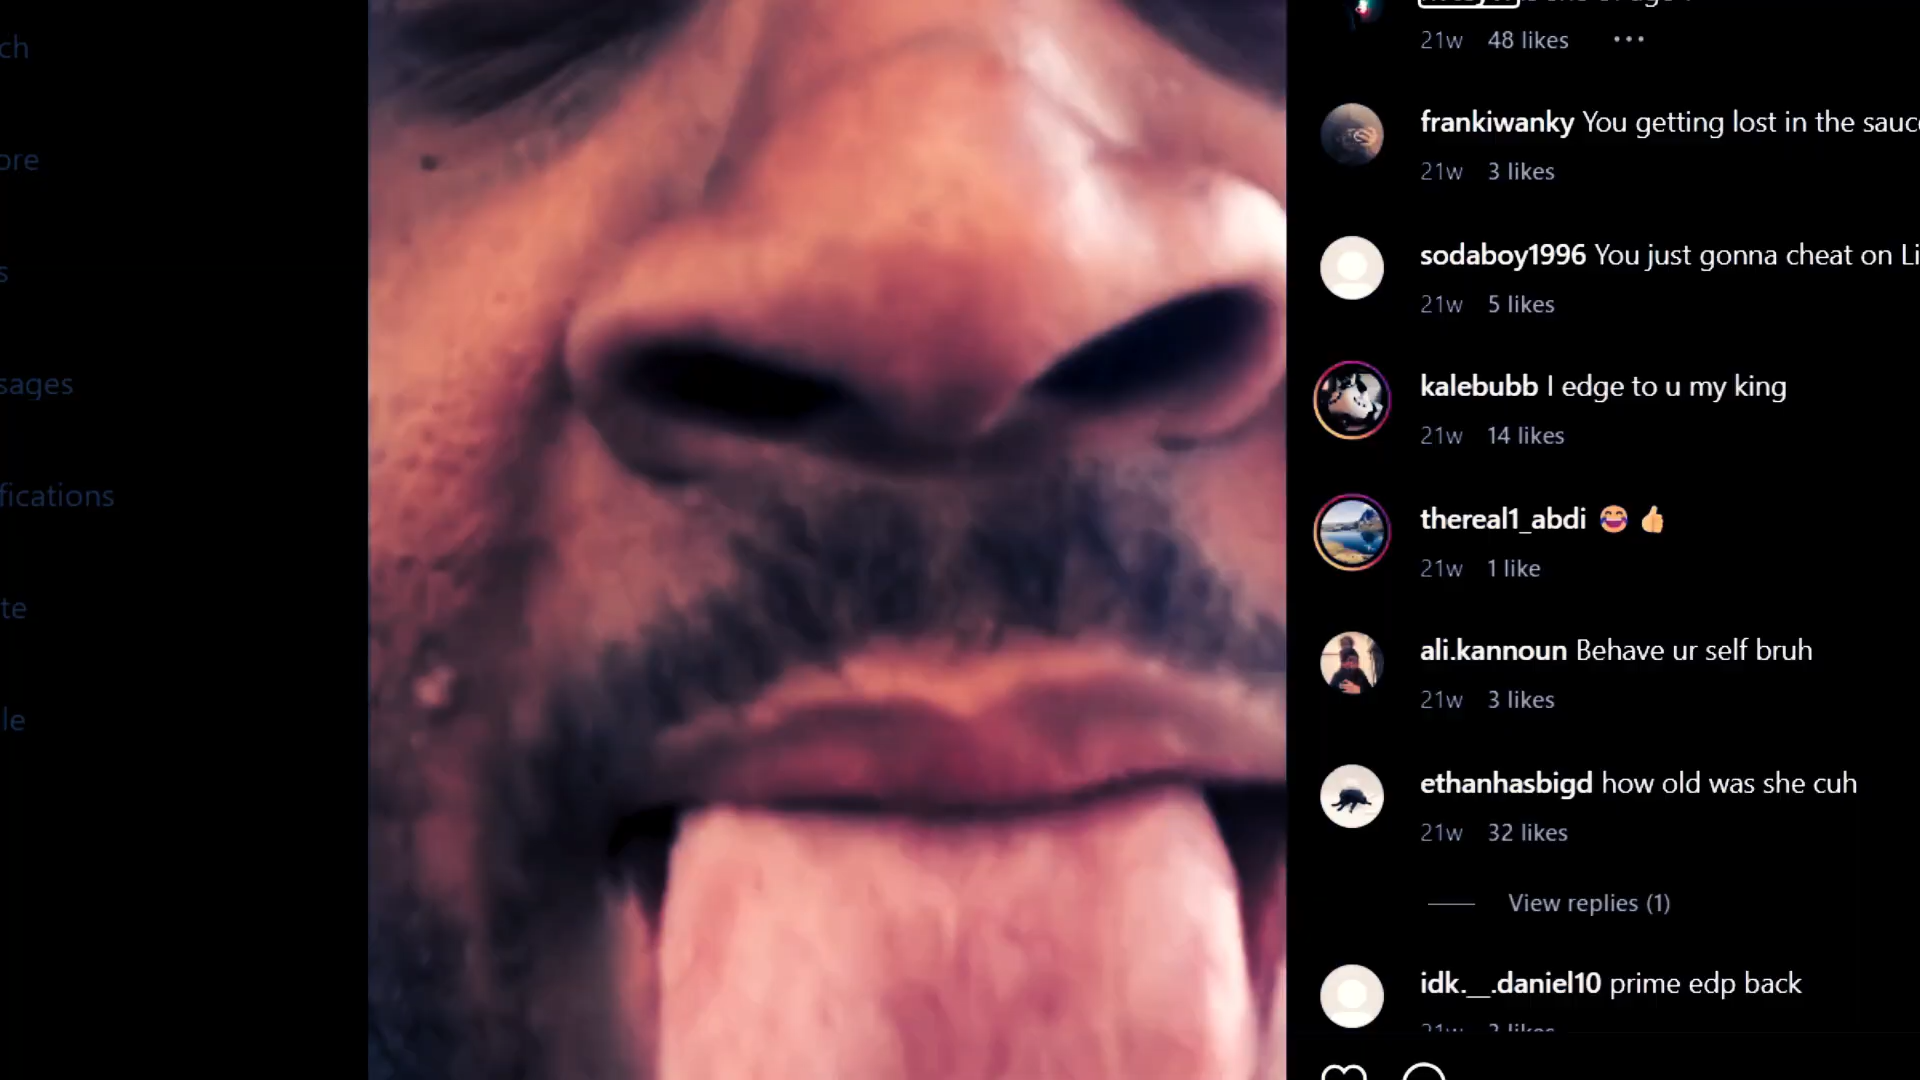 ch
ore
s
sages
fications
te
le
21w 48 likes
frankiwanky You getting lost in the sauc
21w 3 likes
sodaboy1996 You just gonna cheat on Li
21w 5 likes
kalebubb I edge to u my king
21w 14 likes
thereal1_abdi 😂 👍
21w 1 like
ali.kannoun Behave ur self bruh
21w 3 likes
ethanhasbigd how old was she cuh
21w 32 likes
View replies (1)
idk.__.daniel10 prime edp back
21w 2 likes